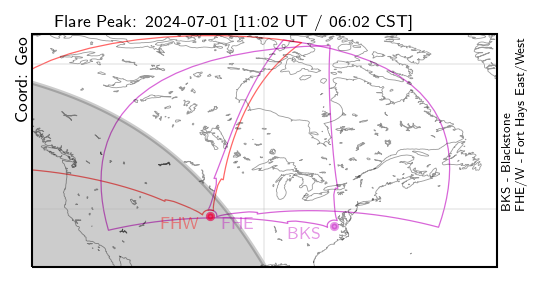 Flare Peak: 2024-07-01 [11:02 UT / 06:02 CST]
Coord: Geo
FHW
FHE
BKS
BKS - Blackstone
FHE/W - Fort Hays East/West